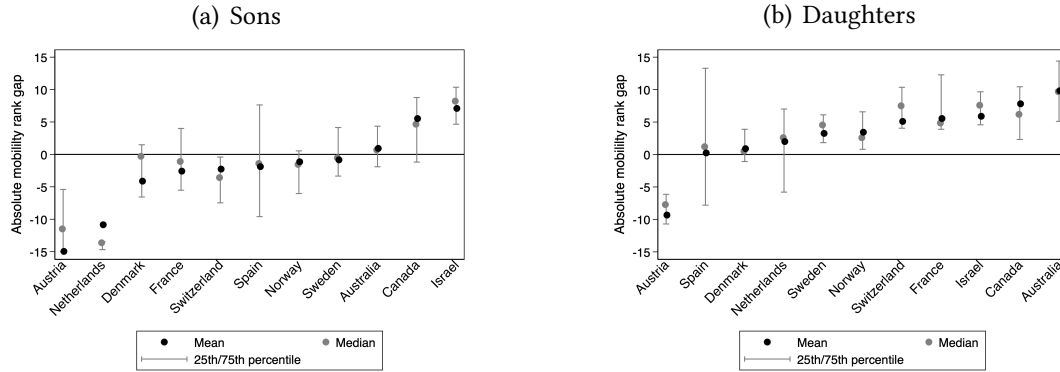 (a) Sons
Absolute mobility rank gap
15
10
5
0
-5
-10
-15
Austria
Netherlands
Denmark
France
Switzerland
Spain
Norway
Sweden
Australia
Canada
Israel
Mean
Median
25th/75th percentile
(b) Daughters
Absolute mobility rank gap
15
10
5
0
-5
-10
-15
Austria
Spain
Denmark
Netherlands
Sweden
Norway
Switzerland
France
Israel
Canada
Australia
Mean
Median
25th/75th percentile